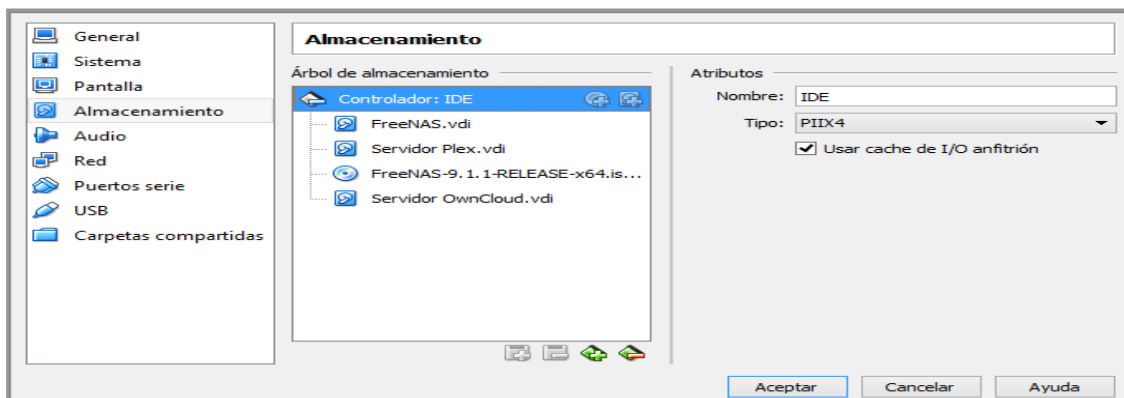 General
Sistema
Pantalla
Almacenamiento
Audio
Red
Puertos serie
USB
Carpetas compartidas
Almacenamiento
Árbol de almacenamiento
Controlador: IDE
FreeNAS.vdi
Servidor Plex.vdi
FreeNAS-9.1.1-RELEASE-x64.is...
Servidor OwnCloud.vdi
Atributos
Nombre: IDE
Tipo: PIIX4
Usar cache de I/O anfitrión
Aceptar Cancelar Ayuda